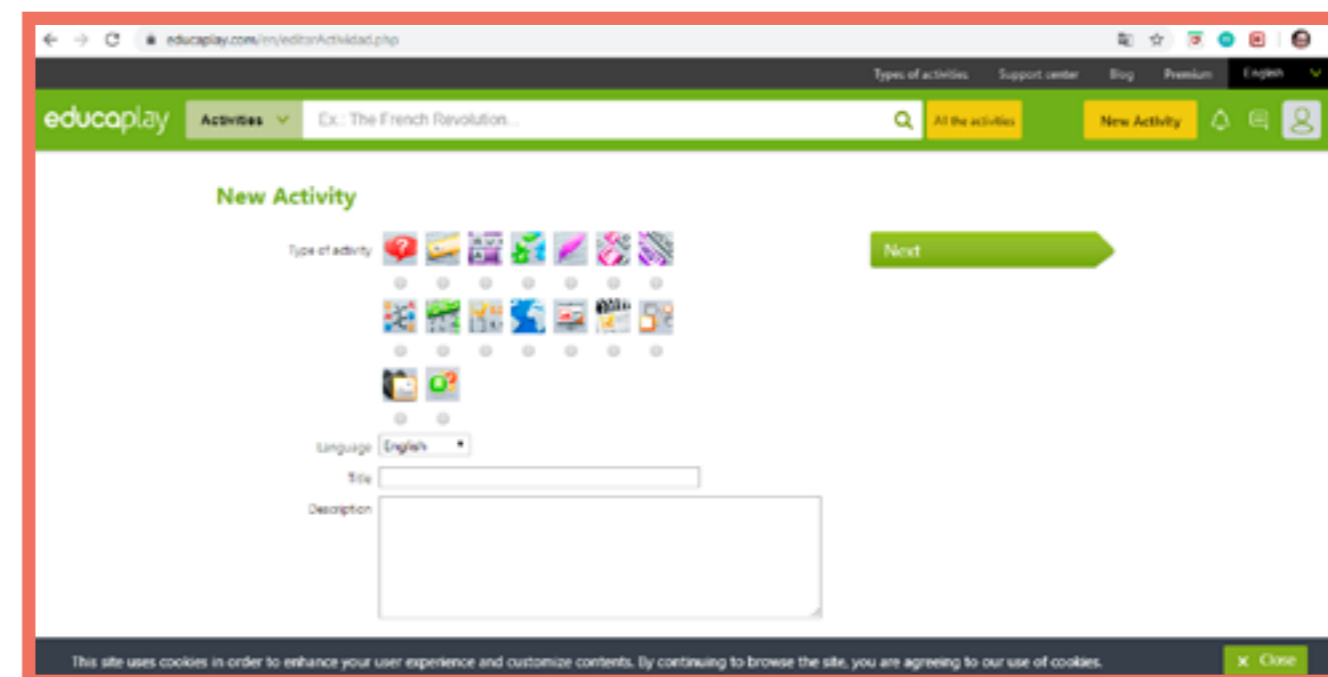 educaplay.com/en/editorActividad.php
Types of activities Support center Blog Premium English
educaplay Activities Ex.: The French Revolution... All the activities New Activity
New Activity
Type of activity
Next
Language English
Title
Description
This site uses cookies in order to enhance your user experience and customize contents. By continuing to browse the site, you are agreeing to our use of cookies. x Close